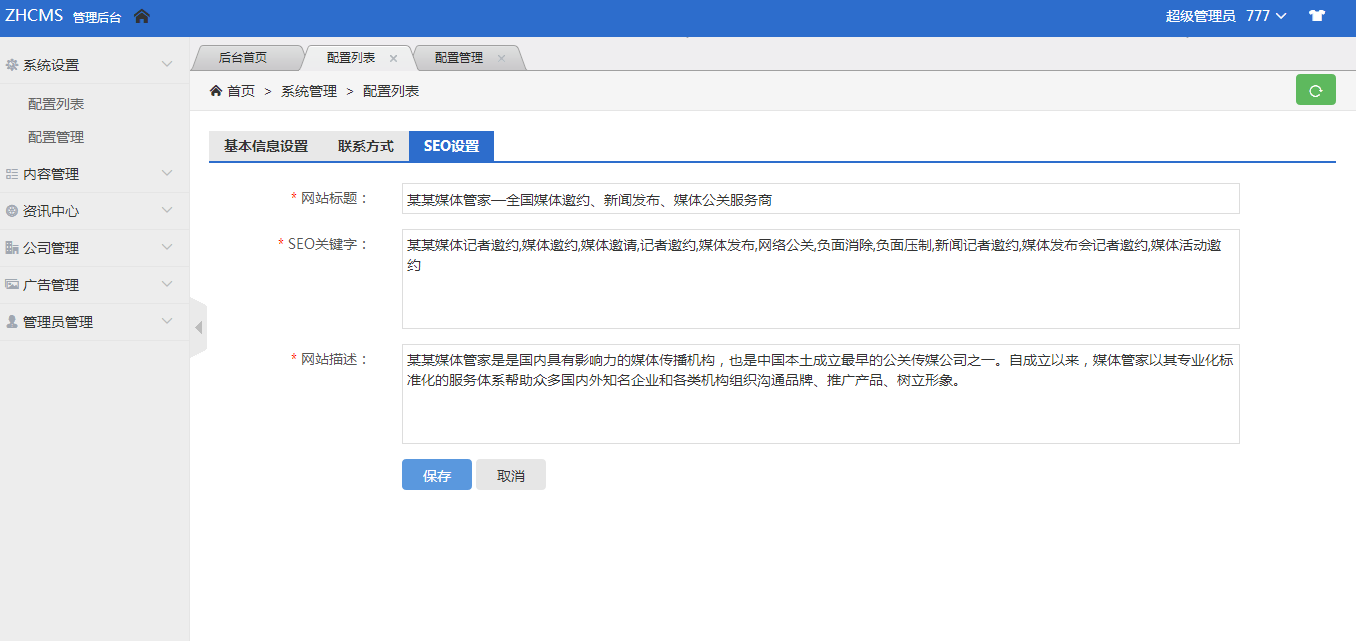 ZHCMS 管理后台
超级管理员 777
系统设置
配置列表
配置管理
内容管理
资讯中心
公司管理
广告管理
管理员管理
后台首页 配置列表 × 配置管理 ×
首页 > 系统管理 > 配置列表
基本信息设置 联系方式 SEO设置
* 网站标题：
某某媒体管家—全国媒体邀约、新闻发布、媒体公关服务商
* SEO关键字：
某某媒体记者邀约,媒体邀约,媒体邀请,记者邀约,媒体发布,网络公关,负面消除,负面压制,新闻记者邀约,媒体发布会记者邀约,媒体活动邀
约
* 网站描述：
某某媒体管家是是国内具有影响力的媒体传播机构，也是中国本土成立最早的公关传媒公司之一。自成立以来，媒体管家以其专业化标
准化的服务体系帮助众多国内外知名企业和各类机构组织沟通品牌、推广产品、树立形象。
保存 取消